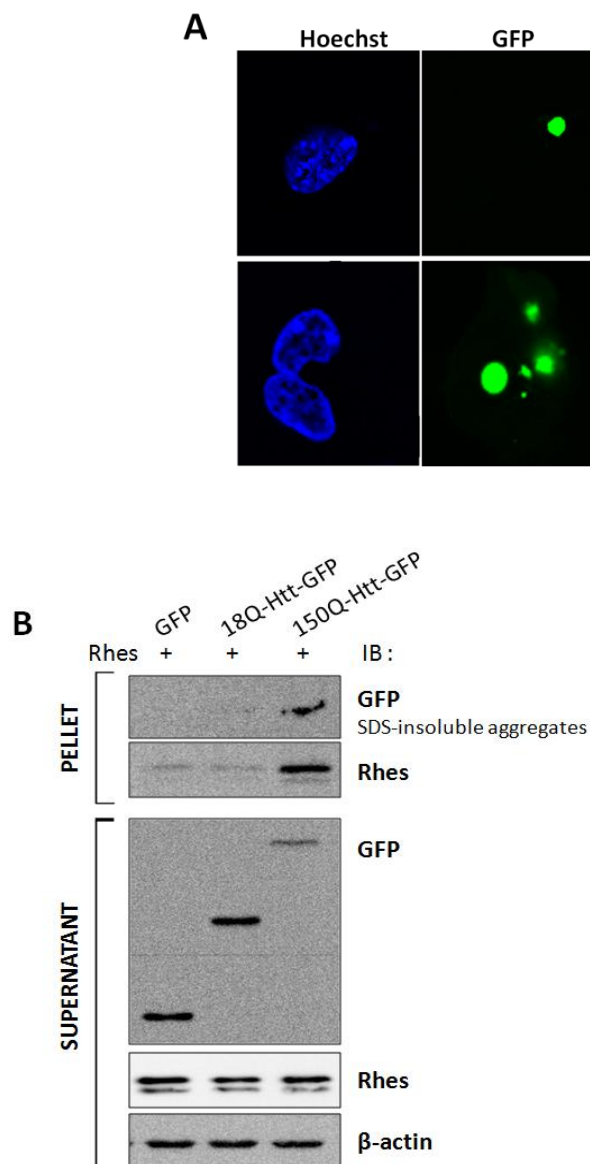 A
Hoechst GFP
B
GFP 18Q-Htt-GFP 150Q-Htt-GFP
Rhes + + + IB :
PELLET
GFP
SDS-insoluble aggregates
Rhes
SUPERNATANT
GFP
Rhes
β-actin